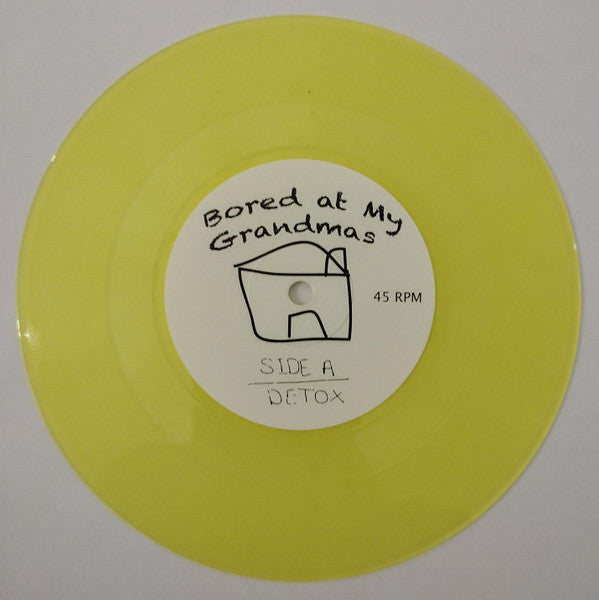 Bored at My
Grandmas
45 RPM
SIDE A
DETOX